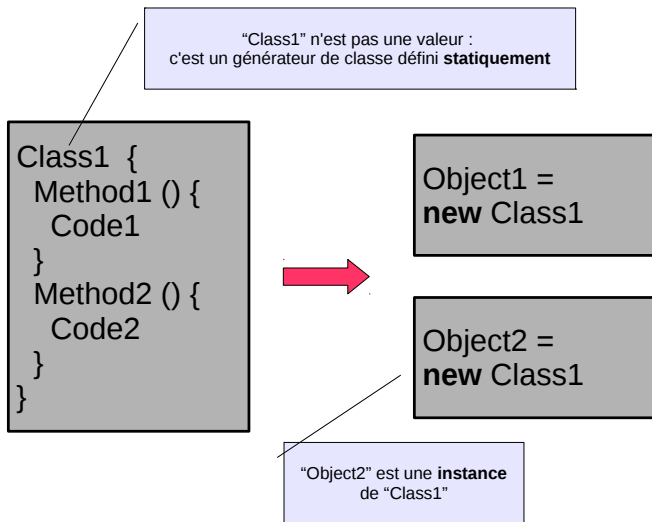 “Class1” n'est pas une valeur :
c'est un générateur de classe défini statiquement
Class1 {
Method1 () {
Code1
}
Method2 () {
Code2
}
}
Object1 =
new Class1
Object2 =
new Class1
“Object2” est une instance
de “Class1”